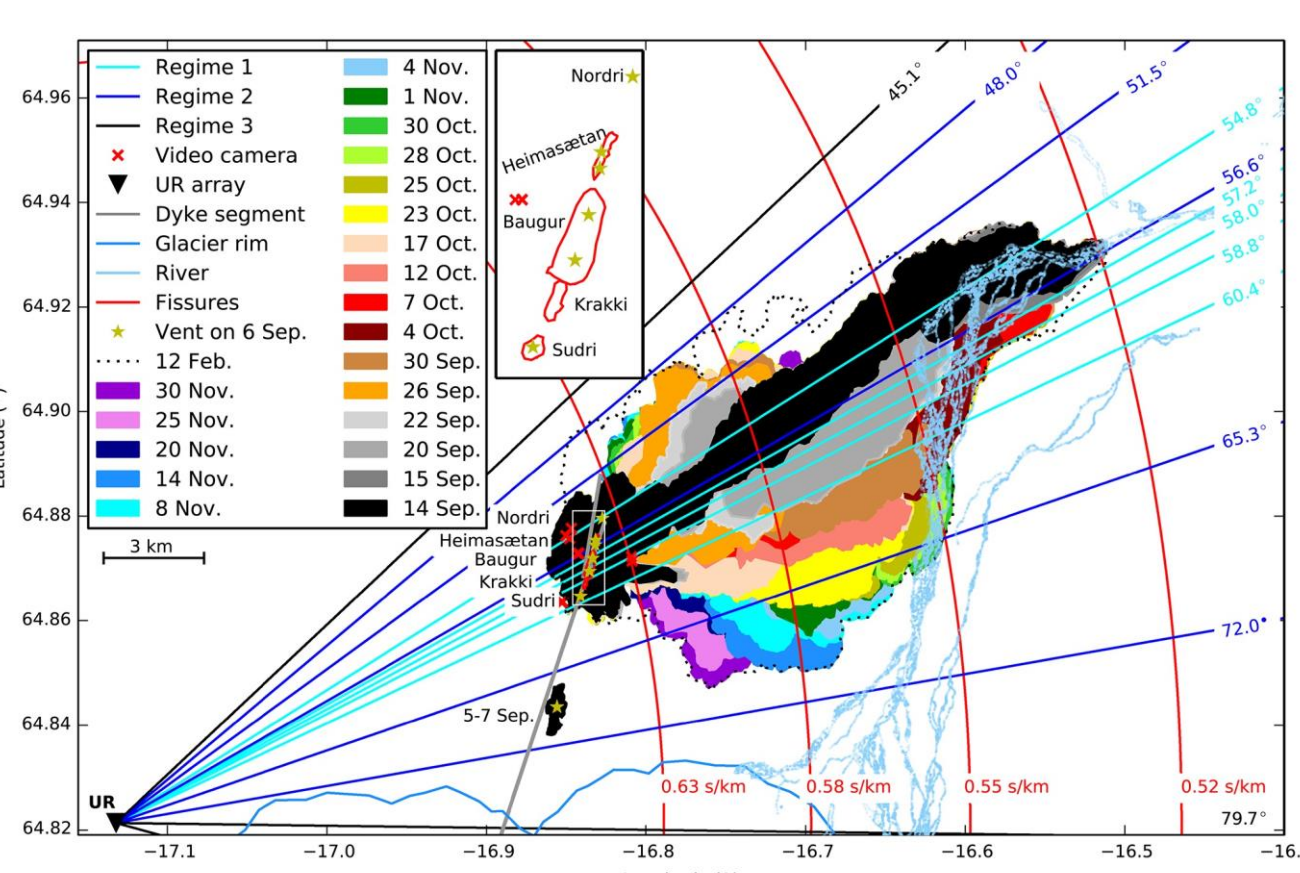 Regime 1
Regime 2
Regime 3
Video camera
UR array
Dyke segment
Glacier rim
River
Fissures
Vent on 6 Sep.
12 Feb.
30 Nov.
25 Nov.
20 Nov.
14 Nov.
8 Nov.
4 Nov.
1 Nov.
30 Oct.
28 Oct.
25 Oct.
23 Oct.
17 Oct.
12 Oct.
7 Oct.
4 Oct.
30 Sep.
26 Sep.
22 Sep.
20 Sep.
15 Sep.
14 Sep.
3 km
Nordri
Heimasætan
Baugur
Krakki
Sudri
45.1°
48.0°
51.5°
54.8°
56.6°
57.2°
58.0°
58.8°
60.4°
65.3°
72.0°
79.7°
Nordri
Heimasætan
Baugur
Krakki
Sudri
5-7 Sep.
UR
0.63 s/km
0.58 s/km
0.55 s/km
0.52 s/km
64.96
64.94
64.92
64.90
64.88
64.86
64.84
64.82
−17.1
−17.0
−16.9
−16.8
−16.7
−16.6
−16.5
−16.